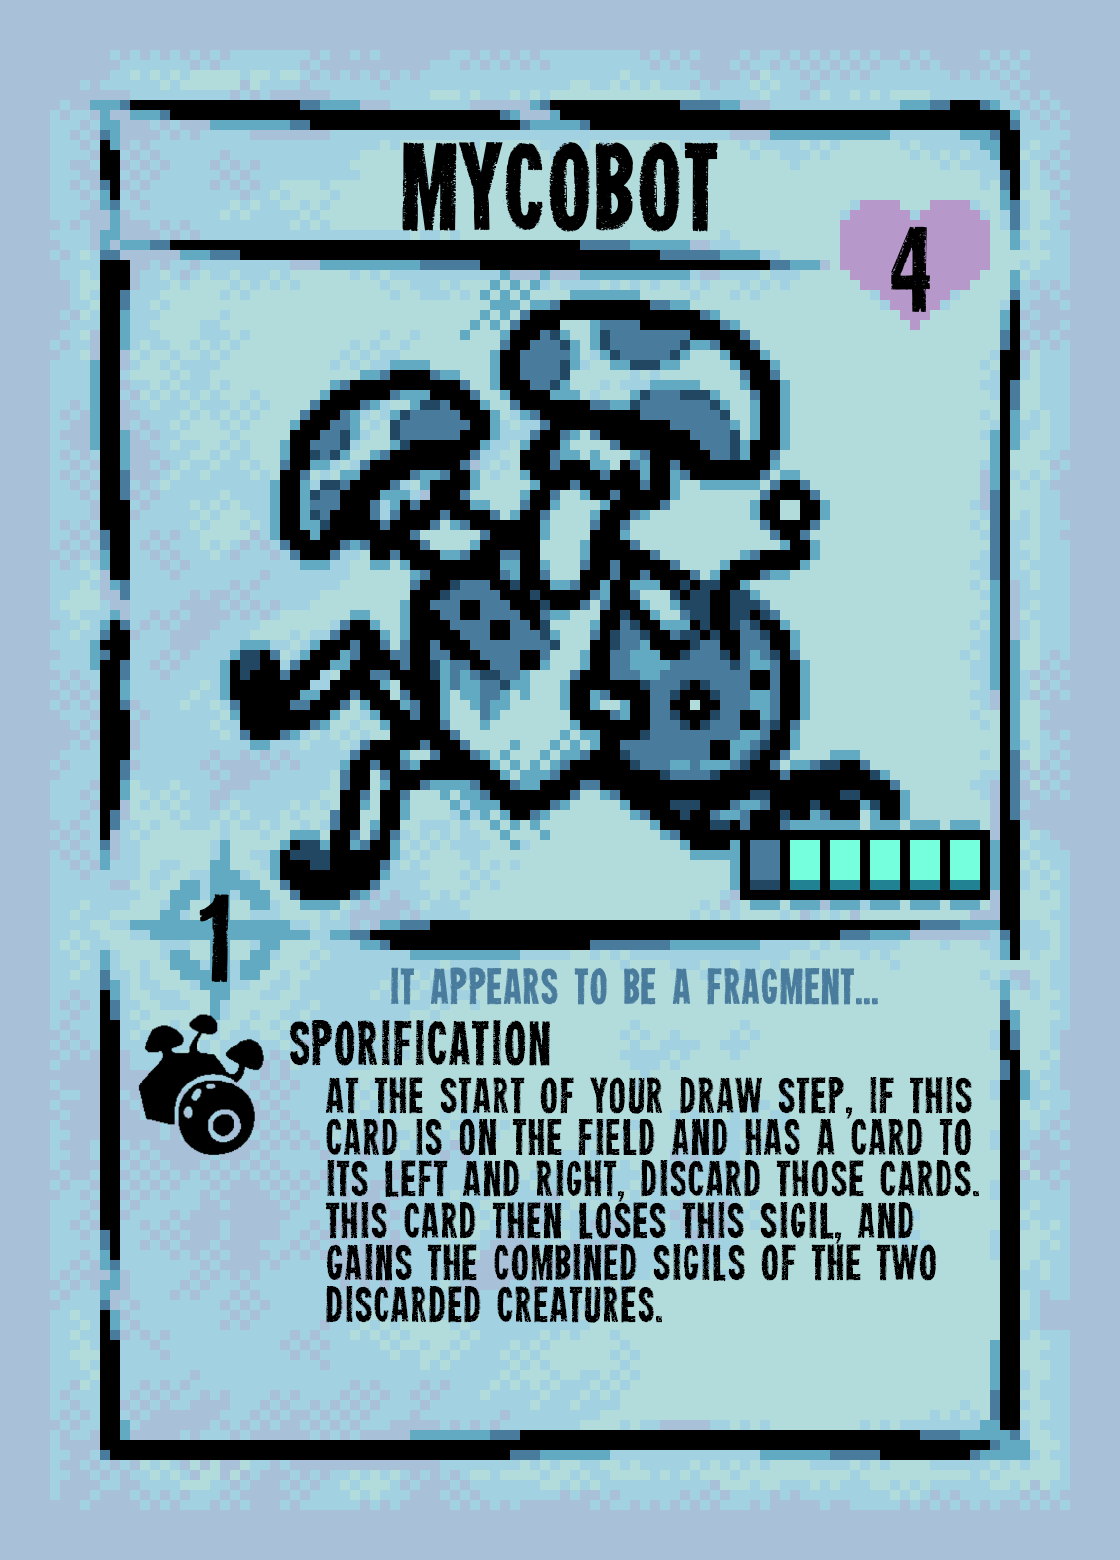 MYCOBOT
4
1
IT APPEARS TO BE A FRAGMENT...
SPORIFICATION
AT THE START OF YOUR DRAW STEP, IF THIS
CARD IS ON THE FIELD AND HAS A CARD TO
ITS LEFT AND RIGHT, DISCARD THOSE CARDS.
THIS CARD THEN LOSES THIS SIGIL, AND
GAINS THE COMBINED SIGILS OF THE TWO
DISCARDED CREATURES.